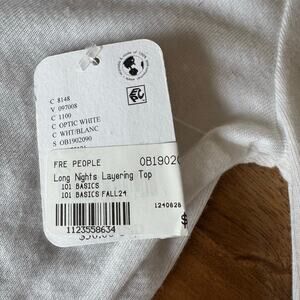 C 8148
V 097008
C 1100
C OPTIC WHITE
C WHT/BLANC
S OB1902090
FRE PEOPLE
OB1902
Long Nights Layering Top
101 BASICS
101 BASICS FALL24
1240828
1123558634
$